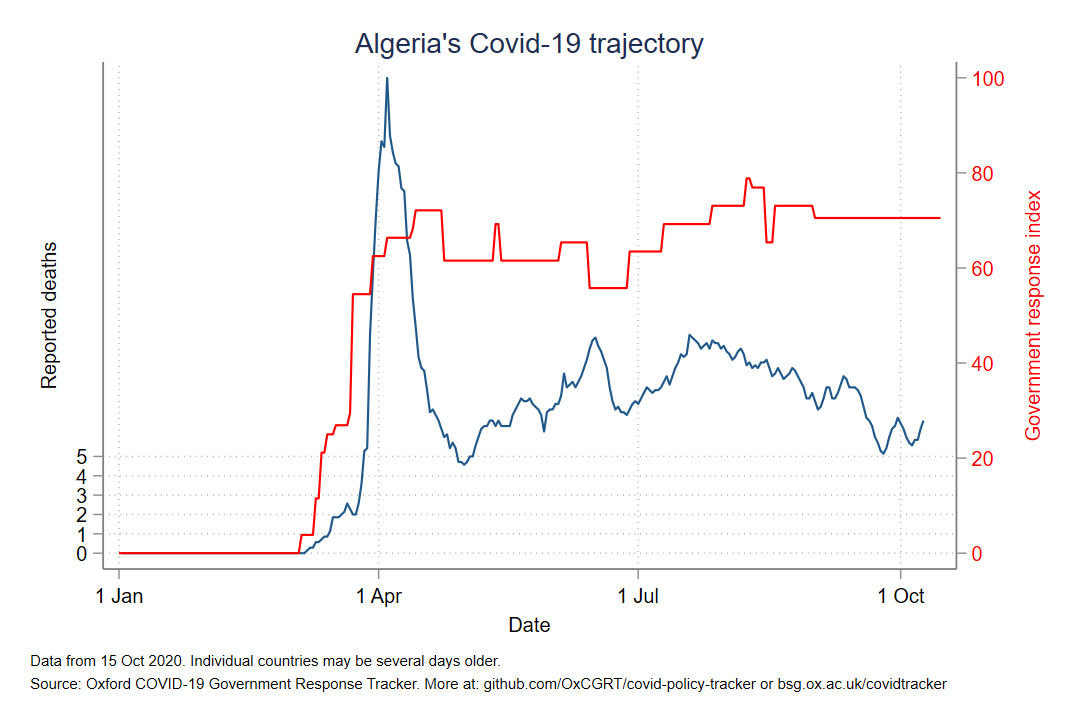 Algeria's Covid-19 trajectory
Reported deaths
5
4
3
2
1
0
100
80
60
40
20
0
Government response index
1 Jan
1 Apr
1 Jul
1 Oct
Date
Data from 15 Oct 2020. Individual countries may be several days older.
Source: Oxford COVID-19 Government Response Tracker. More at: github.com/OxCGRT/covid-policy-tracker or bsg.ox.ac.uk/covidtracker